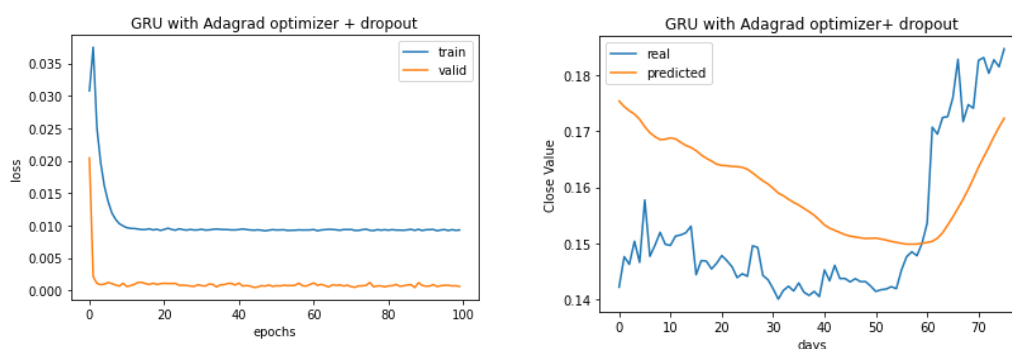 GRU with Adagrad optimizer + dropout
train
valid
0.035
0.030
0.025
0.020
0.015
0.010
0.005
0.000
loss
0 20 40 60 80 100
epochs
GRU with Adagrad optimizer+ dropout
real
predicted
0.18
0.17
0.16
0.15
0.14
Close Value
0 10 20 30 40 50 60 70
days